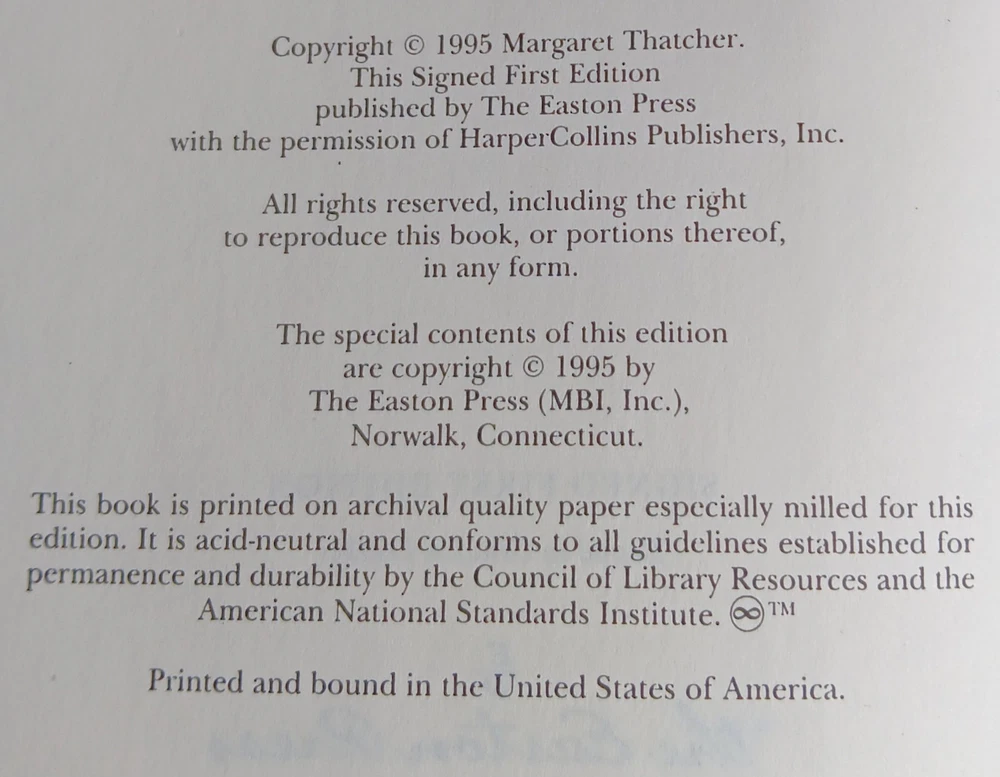 Copyright © 1995 Margaret Thatcher.
This Signed First Edition
published by The Easton Press
with the permission of HarperCollins Publishers, Inc.
All rights reserved, including the right
to reproduce this book, or portions thereof,
in any form.
The special contents of this edition
are copyright © 1995 by
The Easton Press (MBI, Inc.),
Norwalk, Connecticut.
This book is printed on archival quality paper especially milled for this
edition. It is acid-neutral and conforms to all guidelines established for
permanence and durability by the Council of Library Resources and the
American National Standards Institute. ♾™
Printed and bound in the United States of America.